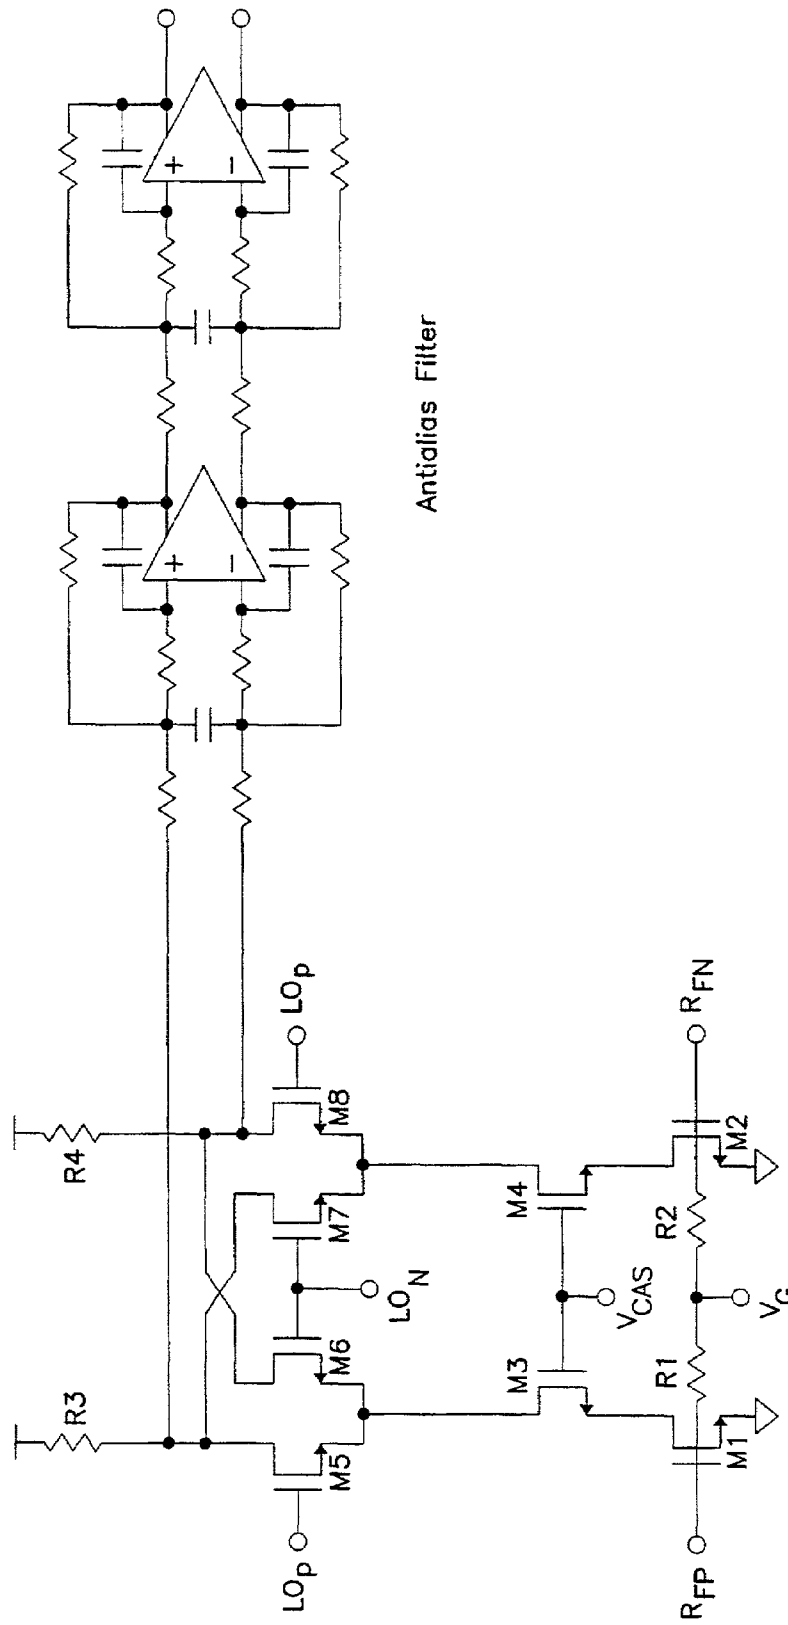 +
−
+
−
Antialias Filter
R3
R4
LOp
M5
M6
M7
M8
LOp
LON
M3
M4
VCAS
RFP
M1
R1
R2
M2
RFN
VG